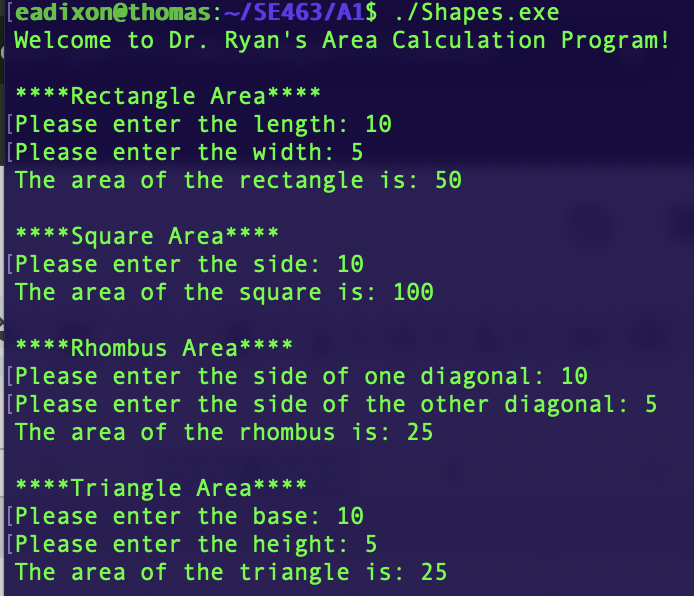 [eadixon@thomas:~/SE463/A1$ ./Shapes.exe
Welcome to Dr. Ryan's Area Calculation Program!
****Rectangle Area****
[Please enter the length: 10
[Please enter the width: 5
The area of the rectangle is: 50
****Square Area****
[Please enter the side: 10
The area of the square is: 100
****Rhombus Area****
[Please enter the side of one diagonal: 10
[Please enter the side of the other diagonal: 5
The area of the rhombus is: 25
****Triangle Area****
[Please enter the base: 10
[Please enter the height: 5
The area of the triangle is: 25